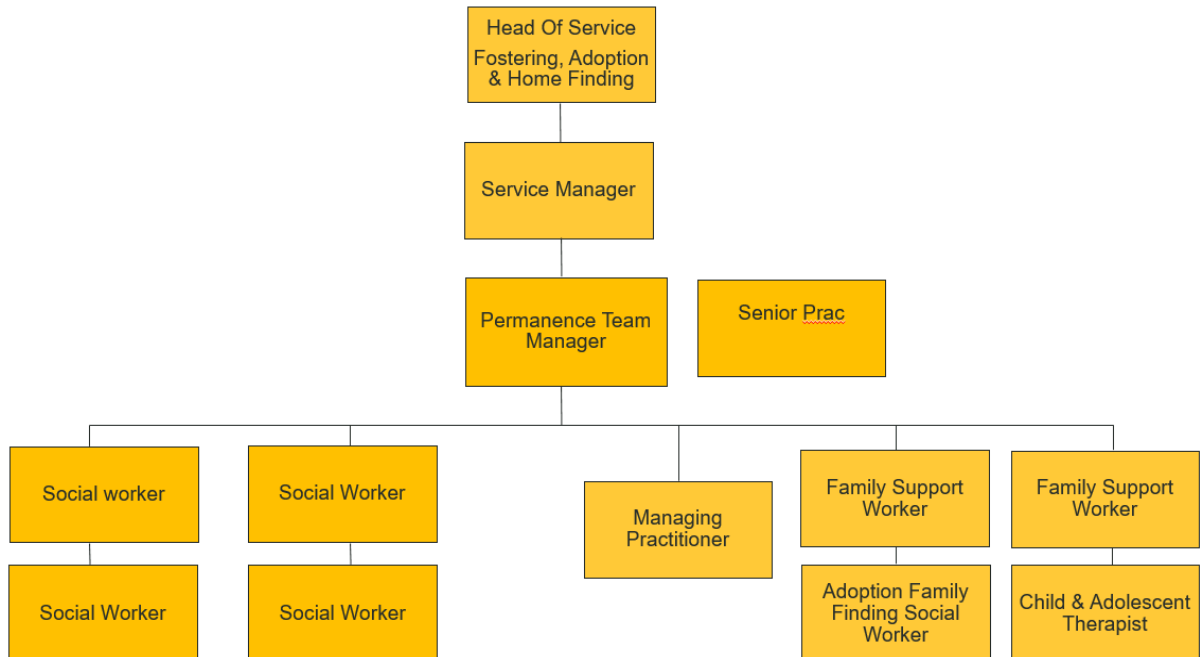 Head Of Service
Fostering, Adoption
& Home Finding
Service Manager
Permanence Team
Manager
Senior Prac
Social worker
Social Worker
Managing
Practitioner
Family Support
Worker
Family Support
Worker
Social Worker
Social Worker
Adoption Family
Finding Social
Worker
Child & Adolescent
Therapist